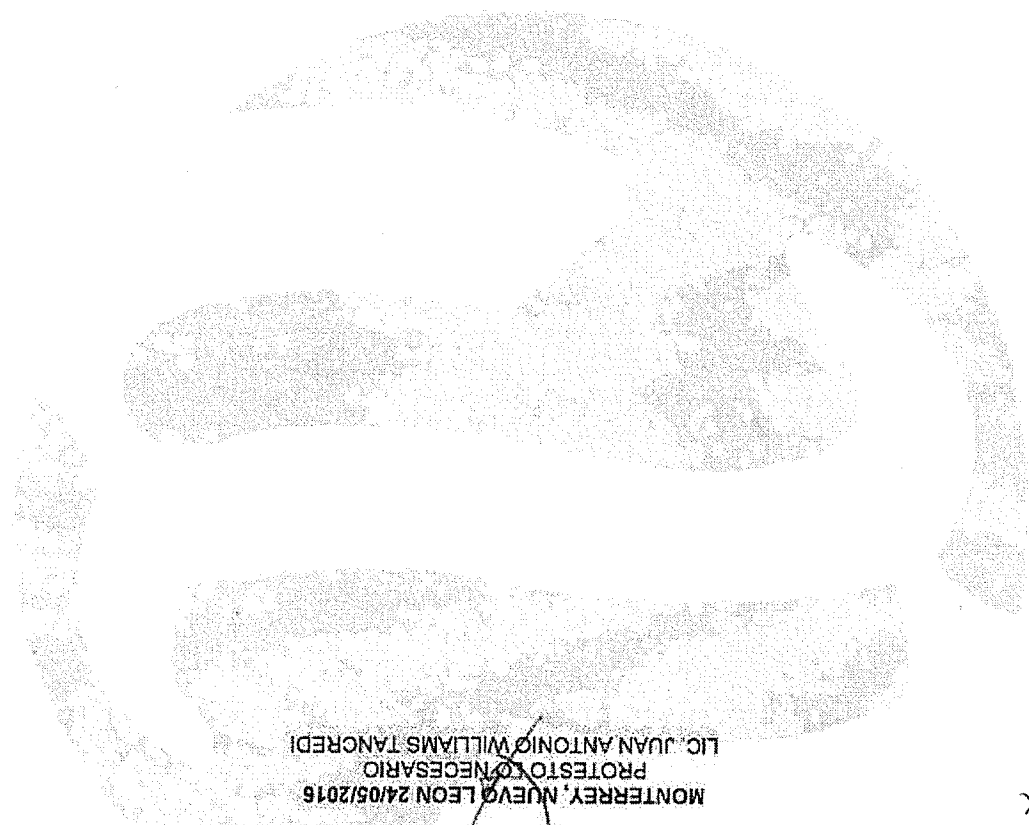 MONTERREY, NUEVO LEON 24/05/2016
PROTESTO LO NECESARIO
LIC. JUAN ANTONIO WILLIAMS TANCREDI